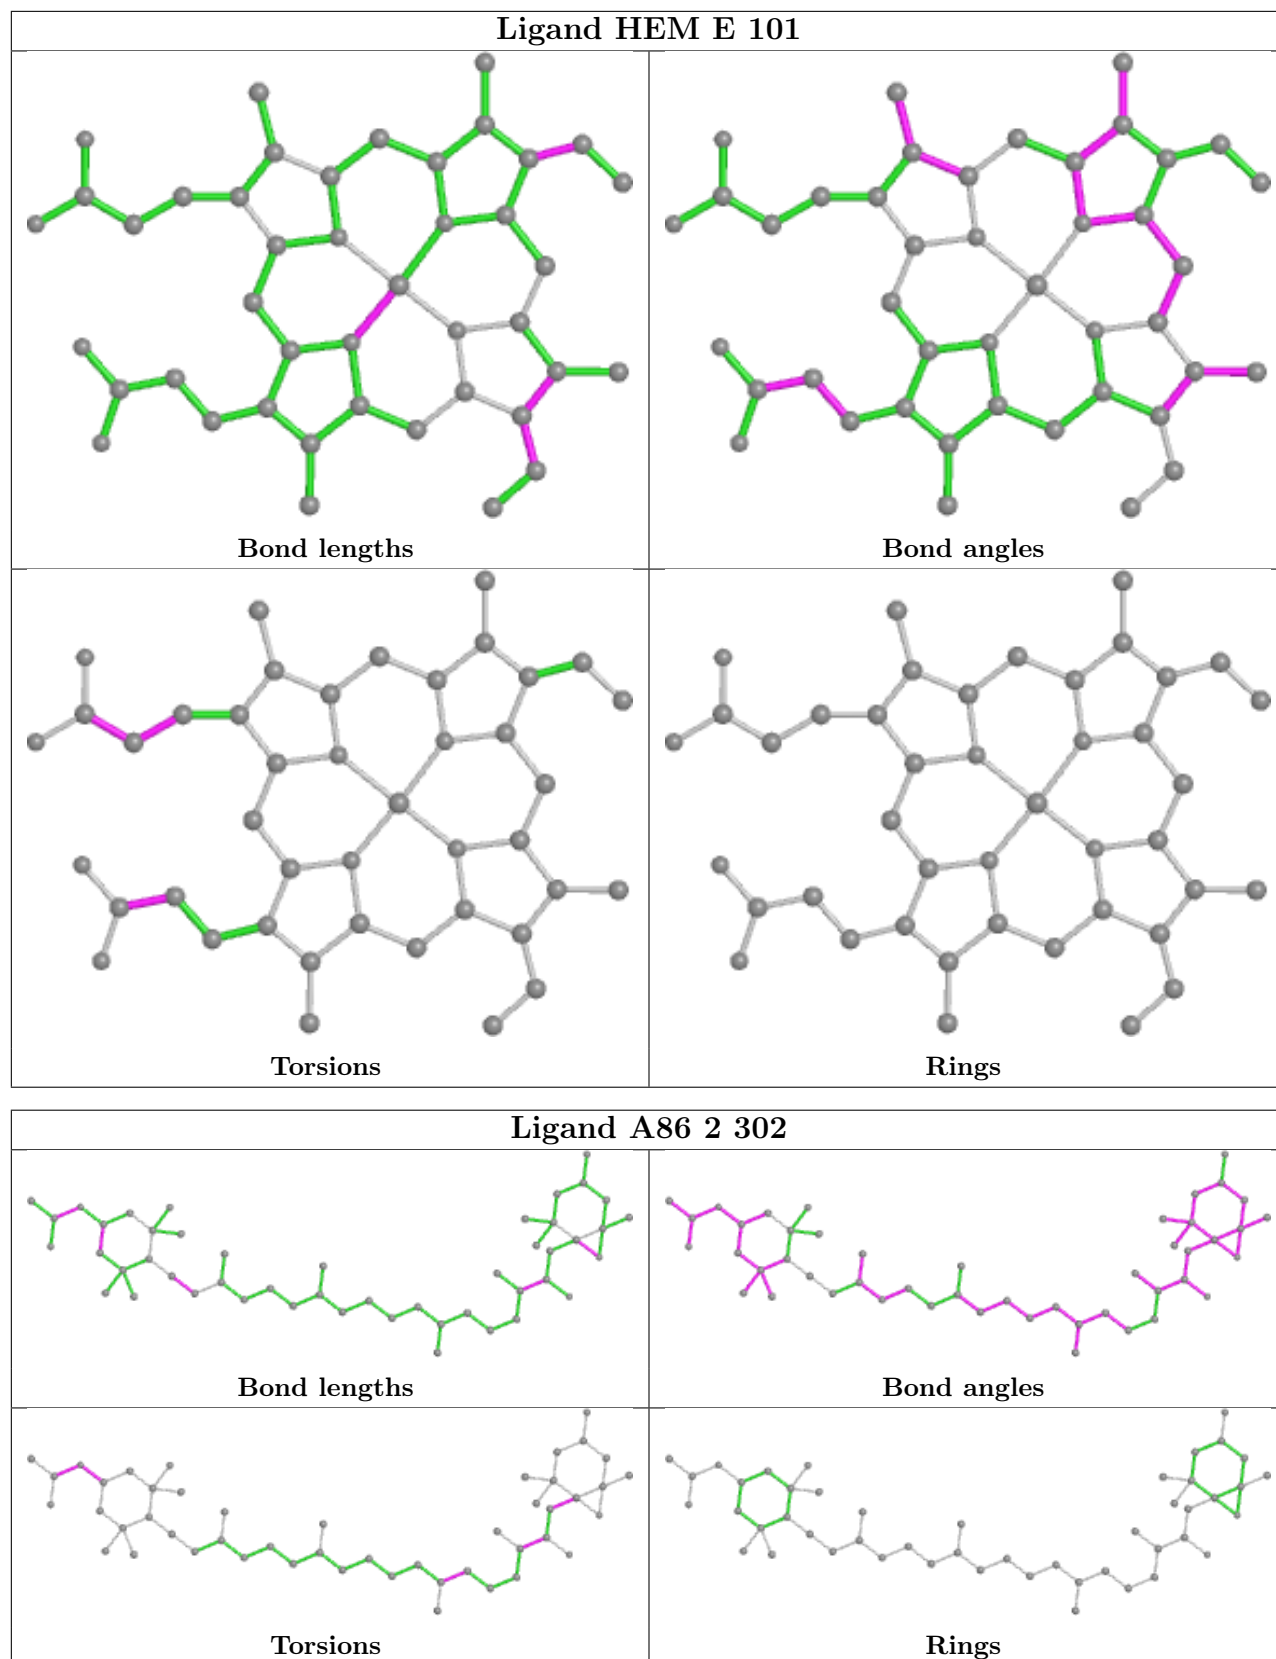 Ligand HEM E 101
Bond lengths
Bond angles
Torsions
Rings
Ligand A86 2 302
Bond lengths
Bond angles
Torsions
Rings